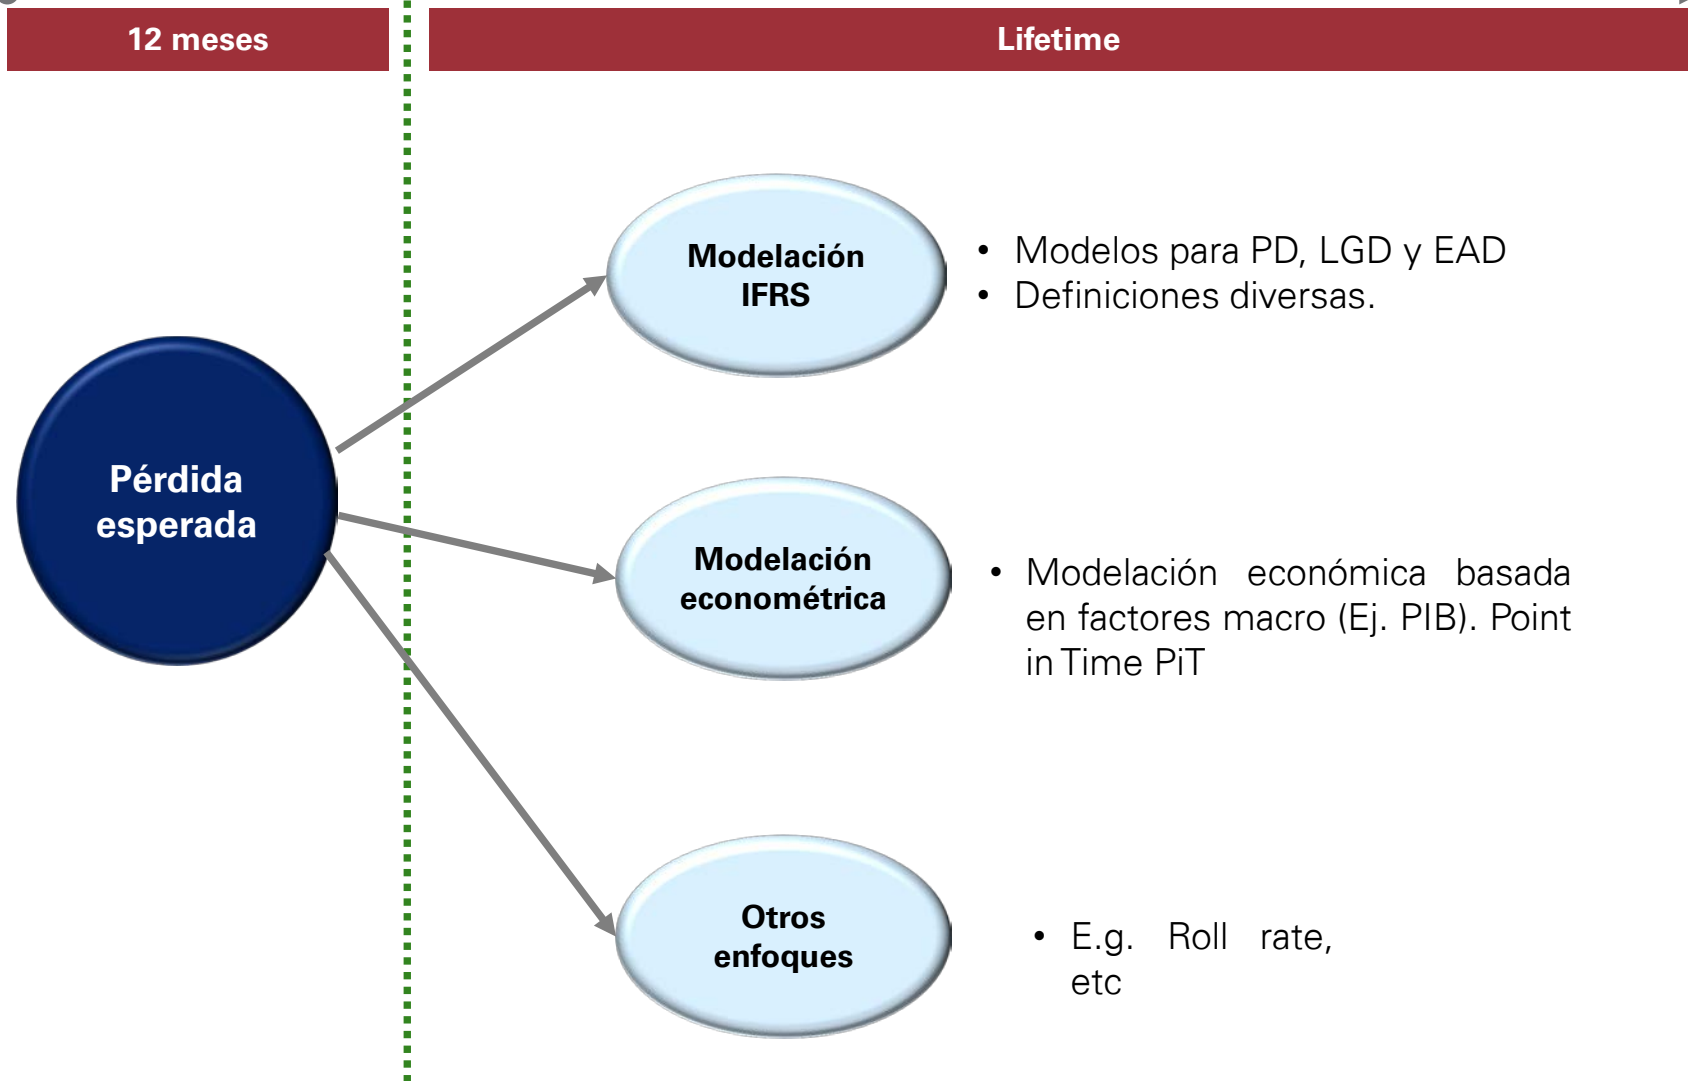 12 meses
Lifetime
Modelación
IFRS
• Modelos para PD, LGD y EAD
• Definiciones diversas.
Pérdida
esperada
Modelación
econométrica
• Modelación económica basada
en factores macro (Ej. PIB). Point
in Time PiT
Otros
enfoques
• E.g. Roll rate,
etc